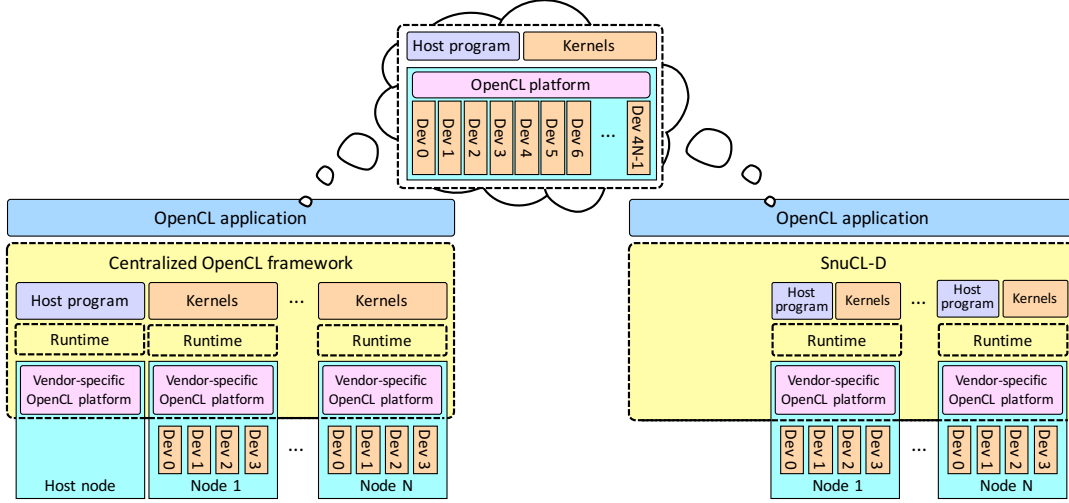 Host program Kernels
OpenCL platform
Dev 0 Dev 1 Dev 2 Dev 3 Dev 4 Dev 5 Dev 6 ... Dev 4N-1
OpenCL application
Centralized OpenCL framework
Host program Kernels ... Kernels
Runtime Runtime Runtime
Vendor-specific OpenCL platform Vendor-specific OpenCL platform Vendor-specific OpenCL platform
Dev 0 Dev 1 Dev 2 Dev 3 ... Dev 0 Dev 1 Dev 2 Dev 3
Host node Node 1 Node N
OpenCL application
SnuCL-D
Host program Kernels ... Host program Kernels
Runtime Runtime
Vendor-specific OpenCL platform Vendor-specific OpenCL platform
Dev 0 Dev 1 Dev 2 Dev 3 ... Dev 0 Dev 1 Dev 2 Dev 3
Node 1 Node N